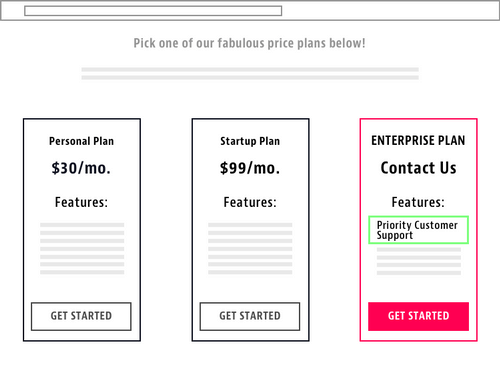 Pick one of our fabulous price plans below!
Personal Plan
$30/mo.
Features:
GET STARTED
Startup Plan
$99/mo.
Features:
GET STARTED
ENTERPRISE PLAN
Contact Us
Features:
Priority Customer
Support
GET STARTED